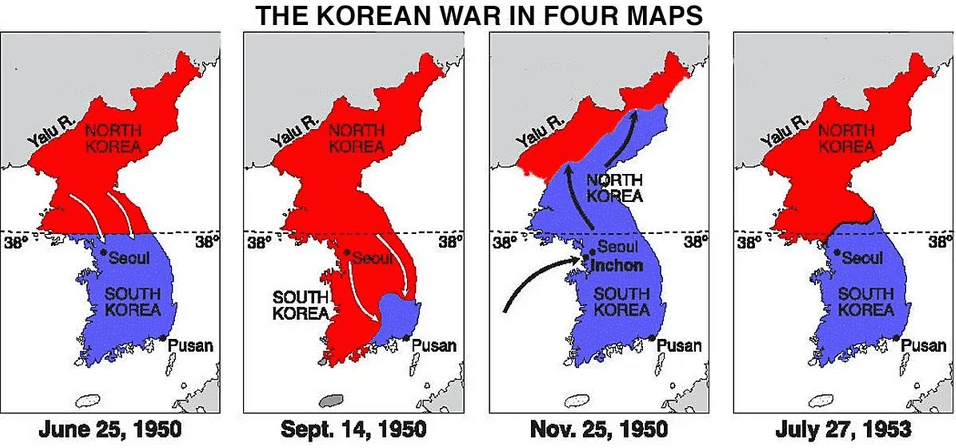 THE KOREAN WAR IN FOUR MAPS
Yalu R.
NORTH
KOREA
38°
38°
Seoul
SOUTH
KOREA
Pusan
June 25, 1950
Yalu R.
NORTH
KOREA
38°
Seoul
SOUTH
KOREA
Pusan
Sept. 14, 1950
Yalu R.
NORTH
KOREA
38°
38°
Seoul
Inchon
SOUTH
KOREA
Pusan
Nov. 25, 1950
Yalu R.
NORTH
KOREA
38°
Seoul
SOUTH
KOREA
Pusan
July 27, 1953